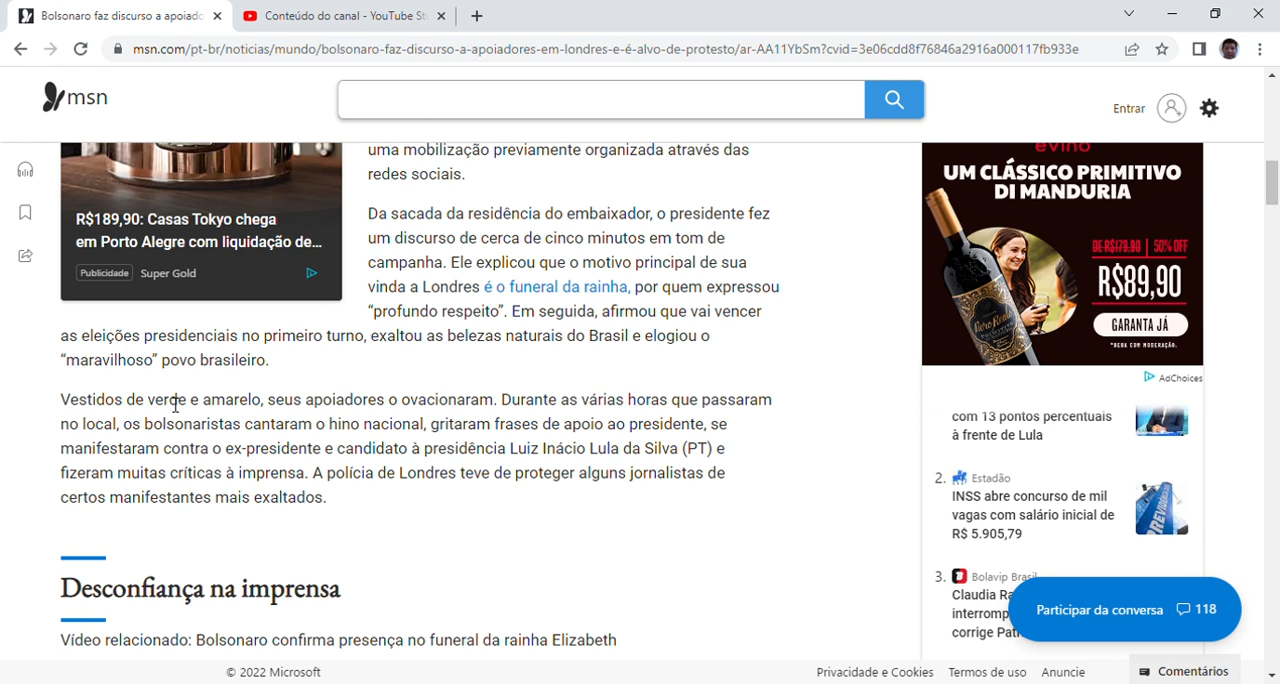 Bolsonaro faz discurso a apoiado
Conteúdo do canal - YouTube St
msn.com/pt-br/noticias/mundo/bolsonaro-faz-discurso-a-apoiadores-em-londres-e-é-alvo-de-protesto/ar-AA11YbSm?cvid=3e06cdd8f76846a2916a000117fb933e
msn
Entrar
uma mobilização previamente organizada através das
redes sociais.
Da sacada da residência do embaixador, o presidente fez
um discurso de cerca de cinco minutos em tom de
campanha. Ele explicou que o motivo principal de sua
vinda a Londres é o funeral da rainha, por quem expressou
“profundo respeito”. Em seguida, afirmou que vai vencer
as eleições presidenciais no primeiro turno, exaltou as belezas naturais do Brasil e elogiou o
“maravilhoso” povo brasileiro.
R$189,90: Casas Tokyo chega
em Porto Alegre com liquidação de...
Publicidade Super Gold
Vestidos de verde e amarelo, seus apoiadores o ovacionaram. Durante as várias horas que passaram
no local, os bolsonaristas cantaram o hino nacional, gritaram frases de apoio ao presidente, se
manifestaram contra o ex-presidente e candidato à presidência Luiz Inácio Lula da Silva (PT) e
fizeram muitas críticas à imprensa. A polícia de Londres teve de proteger alguns jornalistas de
certos manifestantes mais exaltados.
Desconfiança na imprensa
Vídeo relacionado: Bolsonaro confirma presença no funeral da rainha Elizabeth
evino
UM CLÁSSICO PRIMITIVO
DI MANDURIA
DE R$179,90 | 50% OFF
R$89,90
GARANTA JÁ
*BEBA COM MODERAÇÃO.
AdChoices
com 13 pontos percentuais
à frente de Lula
2. Estadão
INSS abre concurso de mil
vagas com salário inicial de
R$ 5.905,79
PREVIDÊN
3. Bolavip Brasil
Claudia Ra
interromp
corrige Pat
Participar da conversa 118
© 2022 Microsoft
Privacidade e Cookies Termos de uso Anuncie
Comentários